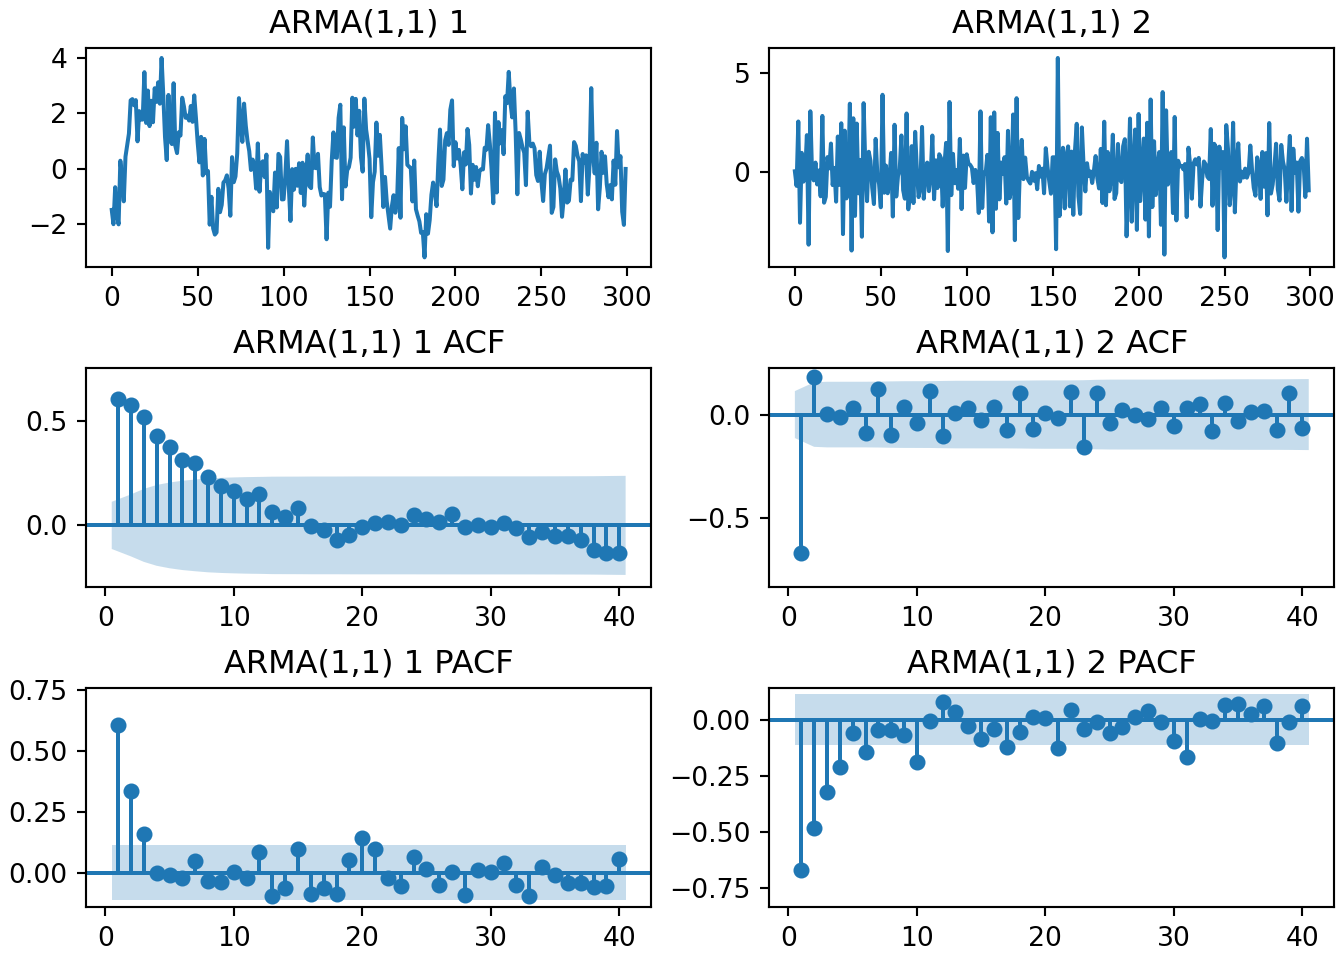 ARMA(1,1) 1
4
2
0
−2
0 50 100 150 200 250 300
ARMA(1,1) 2
5
0
0 50 100 150 200 250 300
ARMA(1,1) 1 ACF
0.5
0.0
0 10 20 30 40
ARMA(1,1) 2 ACF
0.0
−0.5
0 10 20 30 40
ARMA(1,1) 1 PACF
0.75
0.50
0.25
0.00
0 10 20 30 40
ARMA(1,1) 2 PACF
0.00
−0.25
−0.50
−0.75
0 10 20 30 40